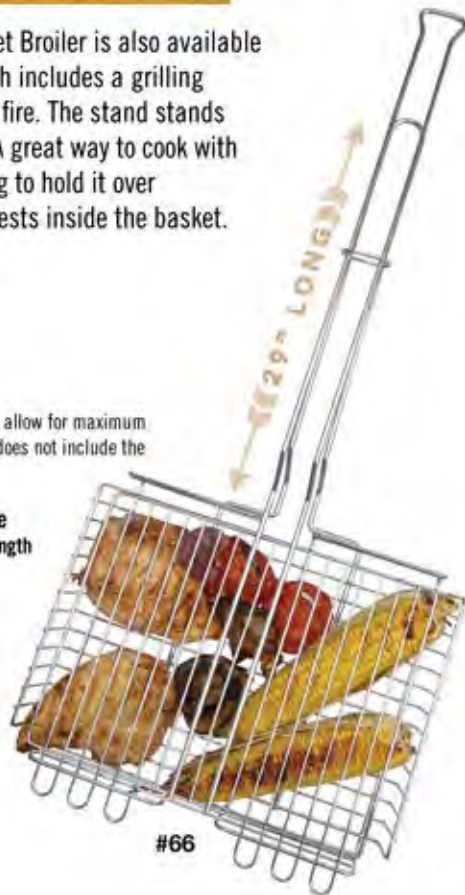 et Broiler is also available
h includes a grilling
fire. The stand stands
A great way to cook with
g to hold it over
ests inside the basket.
29" LONG
allow for maximum
does not include the
e
ngth
#66